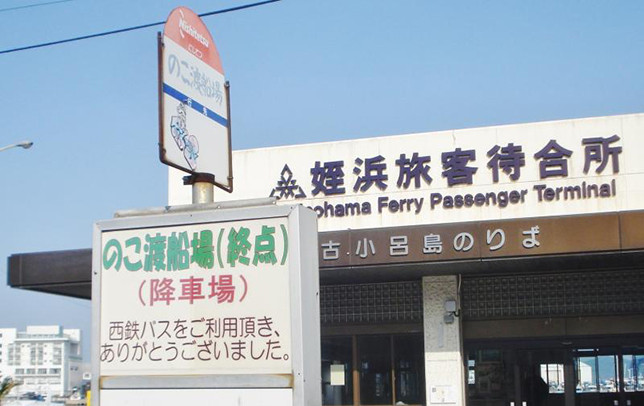 Nishitetsu
のこ渡船場
のこ渡船場(終点)
(降車場)
西鉄バスをご利用頂き、
ありがとうございました。
姪浜旅客待合所
ohama Ferry Passenger Terminal
古.小呂島のりば